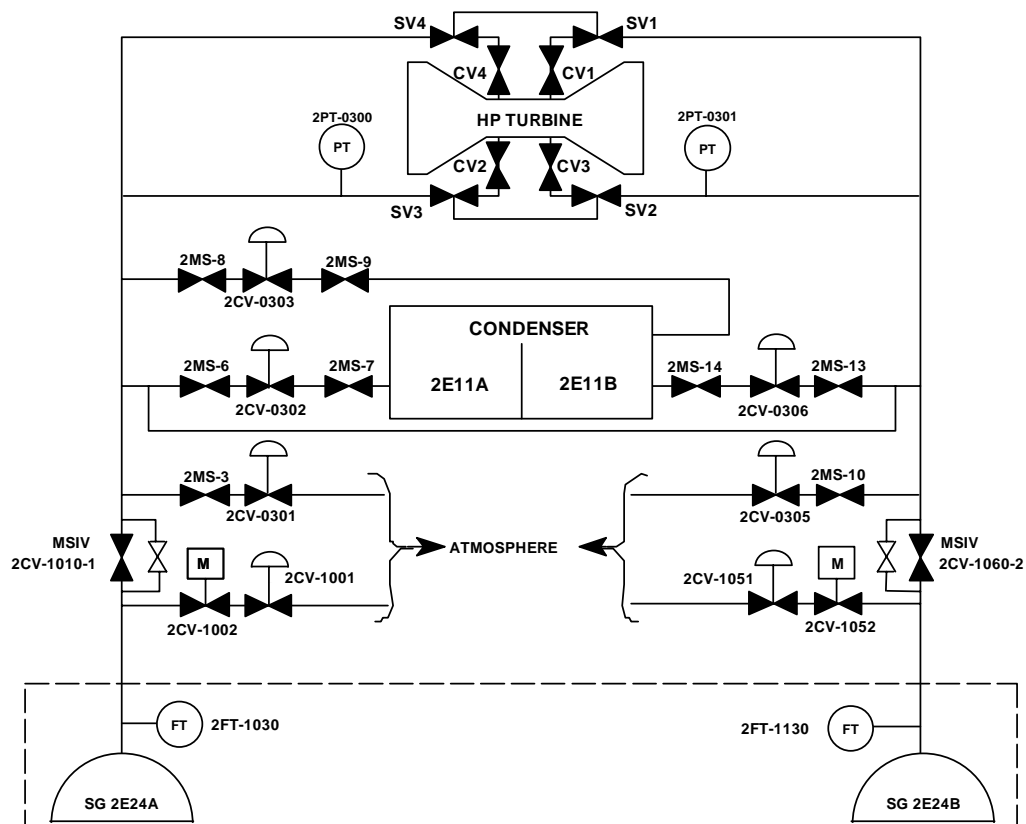 SV4
SV1
CV4
CV1
HP TURBINE
2PT-0300
PT
2PT-0301
PT
CV2
CV3
SV3
SV2
2MS-8
2MS-9
2CV-0303
CONDENSER
2E11A
2E11B
2MS-6
2MS-7
2CV-0302
2MS-14
2MS-13
2CV-0306
2MS-3
2CV-0301
2MS-10
2CV-0305
MSIV
2CV-1010-1
ATMOSPHERE
MSIV
2CV-1060-2
M
2CV-1001
2CV-1002
2CV-1051
M
2CV-1052
FT
2FT-1030
2FT-1130
FT
SG 2E24A
SG 2E24B